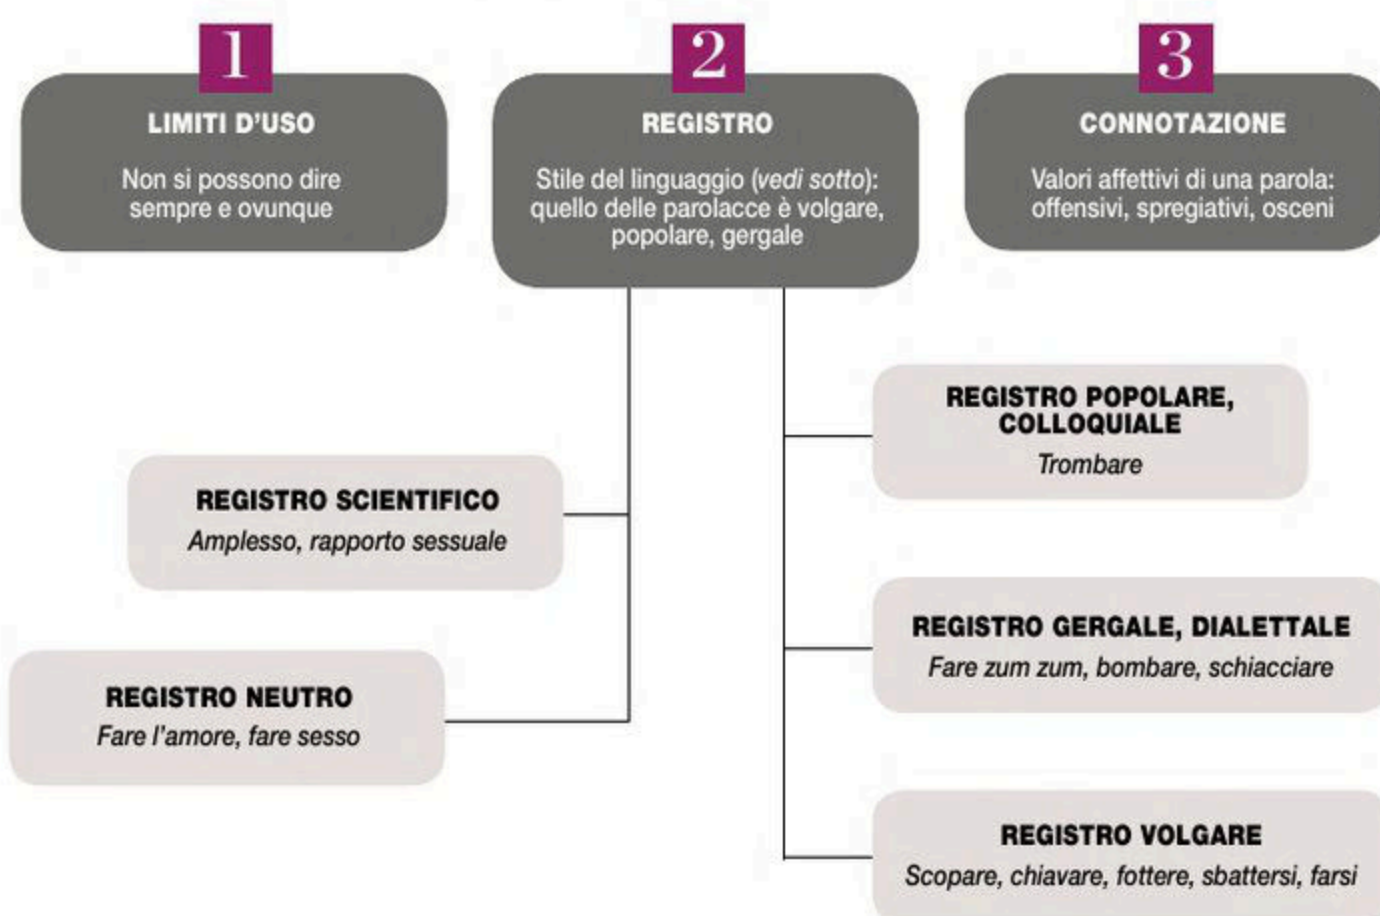 1
LIMITI D'USO
Non si possono dire
sempre e ovunque
2
REGISTRO
Stile del linguaggio (vedi sotto):
quello delle parolacce è volgare,
popolare, gergale
3
CONNOTAZIONE
Valori affettivi di una parola:
offensivi, spregiativi, osceni
REGISTRO SCIENTIFICO
Amplesso, rapporto sessuale
REGISTRO NEUTRO
Fare l'amore, fare sesso
REGISTRO POPOLARE,
COLLOQUIALE
Trombare
REGISTRO GERGALE, DIALETTALE
Fare zum zum, bombare, schiacciare
REGISTRO VOLGARE
Scopare, chiavare, fottere, sbattersi, farsi